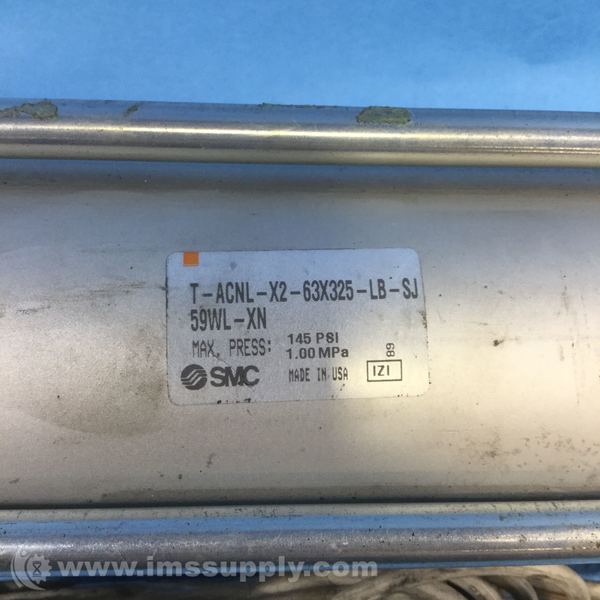 T-ACNL-X2-63X325-LB-SJ
59WL-XN
MAX. PRESS: 145 PSI
1.00 MPa
SMC MADE IN USA IZI 89
© www.imssupply.com